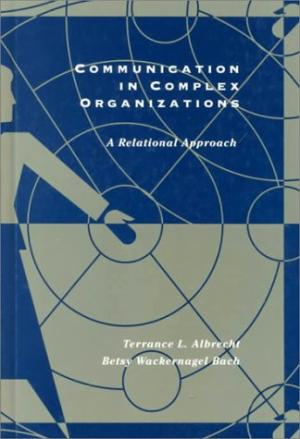 COMMUNICATION
IN COMPLEX
ORGANIZATIONS
A Relational Approach
Terrance L. Albrecht
Betsy Wackernagel Bach